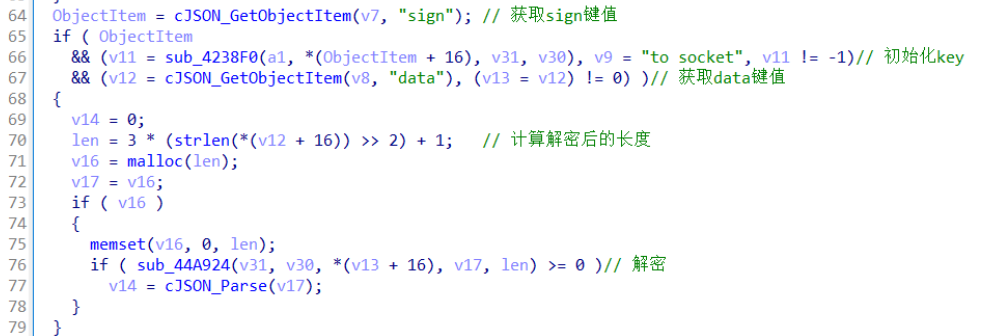 64 ObjectItem = cJSON_GetObjectItem(v7, "sign"); // 获取sign键值
65 if ( ObjectItem
66 && (v11 = sub_4238F0(a1, *(ObjectItem + 16), v31, v30), v9 = "to socket", v11 != -1)// 初始化key
67 && (v12 = cJSON_GetObjectItem(v8, "data"), (v13 = v12) != 0) )// 获取data键值
68 {
69 v14 = 0;
70 len = 3 * (strlen(*(v12 + 16)) >> 2) + 1; // 计算解密后的长度
71 v16 = malloc(len);
72 v17 = v16;
73 if ( v16 )
74 {
75 memset(v16, 0, len);
76 if ( sub_44A924(v31, v30, *(v13 + 16), v17, len) >= 0 )// 解密
77 v14 = cJSON_Parse(v17);
78 }
79 }